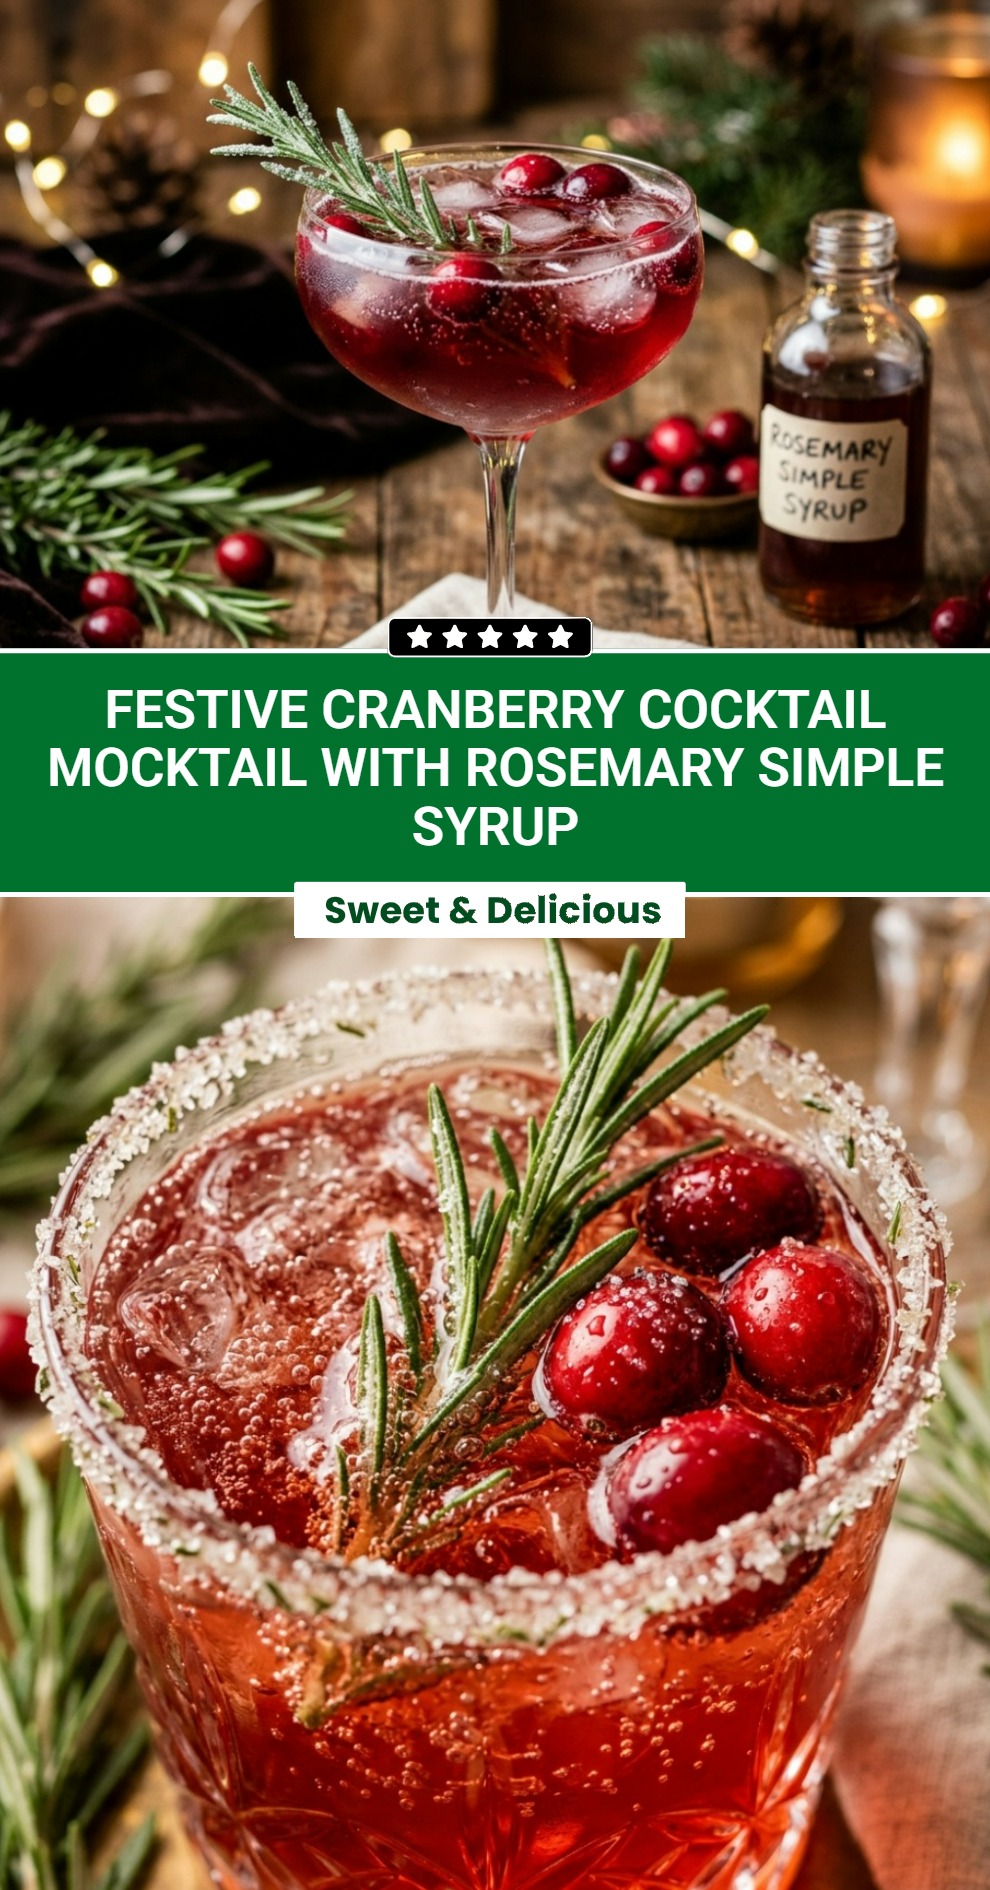 ROSEMARY
SIMPLE
SYRUP
FESTIVE CRANBERRY COCKTAIL
MOCKTAIL WITH ROSEMARY SIMPLE
SYRUP
Sweet & Delicious